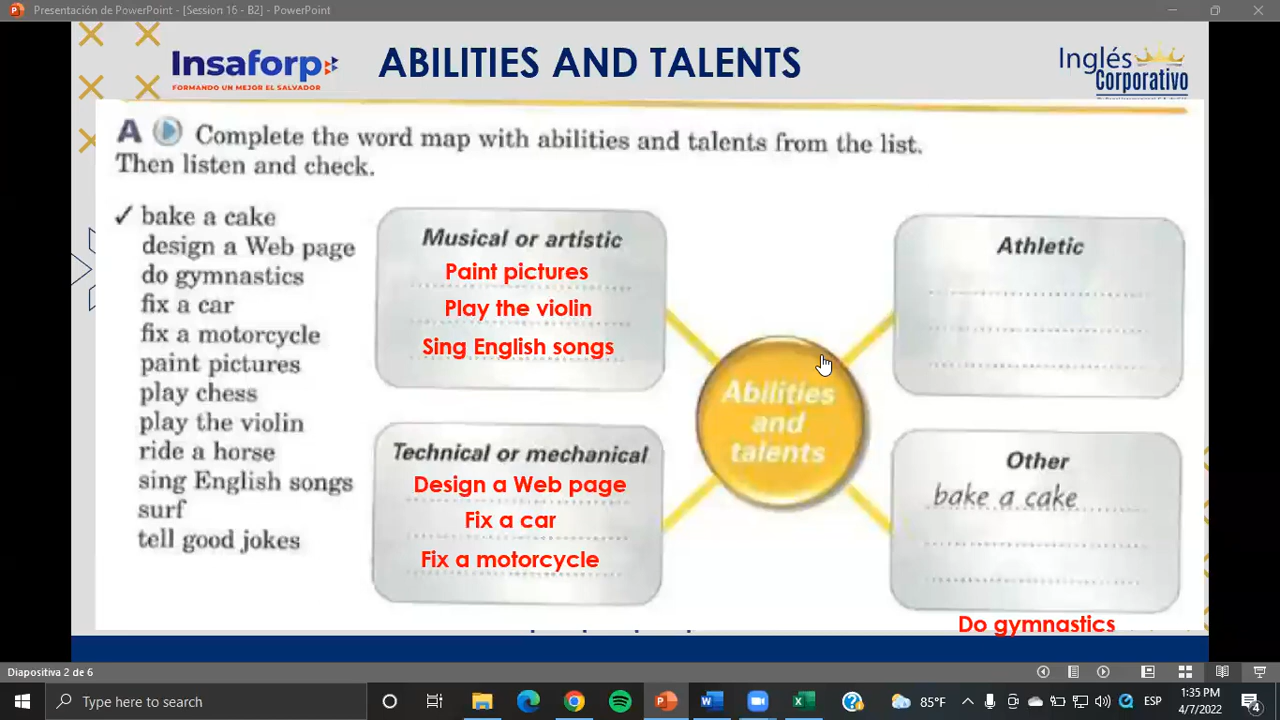 Presentación de PowerPoint - [Session 16 - B2] - PowerPoint
Insaforp
FORMANDO UN MEJOR EL SALVADOR
ABILITIES AND TALENTS
Inglés
Corporativo
A Complete the word map with abilities and talents from the list.
Then listen and check.
✓ bake a cake
design a Web page
do gymnastics
fix a car
fix a motorcycle
paint pictures
play chess
play the violin
ride a horse
sing English songs
surf
tell good jokes
Musical or artistic
Paint pictures
Play the violin
Sing English songs
Technical or mechanical
Design a Web page
Fix a car
Fix a motorcycle
Abilities
and
talents
Athletic
Other
bake a cake
Do gymnastics
Diapositiva 2 de 6
Type here to search
85°F
ESP
1:35 PM
4/7/2022
4